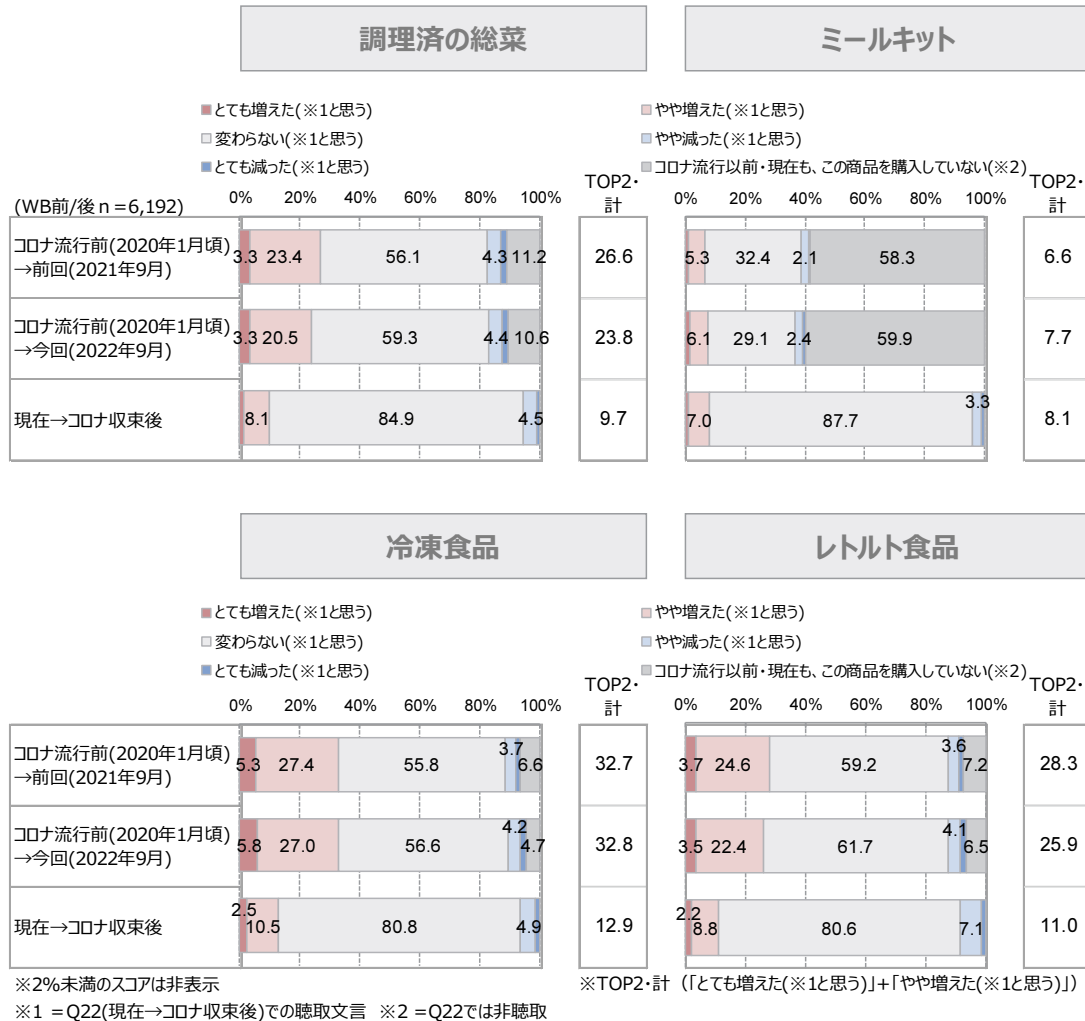 調理済の総菜
ミールキット
とても増えた(※1と思う)
やや増えた(※1と思う)
変わらない(※1と思う)
やや減った(※1と思う)
とても減った(※1と思う)
コロナ流行以前・現在も、この商品を購入していない(※2)
(WB前/後 n =6,192)
0% 20% 40% 60% 80% 100%
TOP2・計
0% 20% 40% 60% 80% 100%
TOP2・計
コロナ流行前(2020年1月頃)
→前回(2021年9月)
3.3 23.4 56.1 4.3 11.2 26.6 5.3 32.4 2.1 58.3 6.6
コロナ流行前(2020年1月頃)
→今回(2022年9月)
3.3 20.5 59.3 4.4 10.6 23.8 6.1 29.1 2.4 59.9 7.7
現在→コロナ収束後
8.1 84.9 4.5 9.7 7.0 87.7 3.3 8.1
冷凍食品
レトルト食品
とても増えた(※1と思う)
やや増えた(※1と思う)
変わらない(※1と思う)
やや減った(※1と思う)
とても減った(※1と思う)
コロナ流行以前・現在も、この商品を購入していない(※2)
0% 20% 40% 60% 80% 100%
TOP2・計
0% 20% 40% 60% 80% 100%
TOP2・計
コロナ流行前(2020年1月頃)
→前回(2021年9月)
5.3 27.4 55.8 3.7 6.6 32.7 3.7 24.6 59.2 3.6 7.2 28.3
コロナ流行前(2020年1月頃)
→今回(2022年9月)
5.8 27.0 56.6 4.2 4.7 32.8 3.5 22.4 61.7 4.1 6.5 25.9
現在→コロナ収束後
2.5 10.5 80.8 4.9 12.9 2.2 8.8 80.6 7.1 11.0
※2%未満のスコアは非表示
※TOP2・計（「とても増えた(※1と思う)」+「やや増えた(※1と思う)」）
※1 =Q22(現在→コロナ収束後)での聴取文言 ※2 =Q22では非聴取